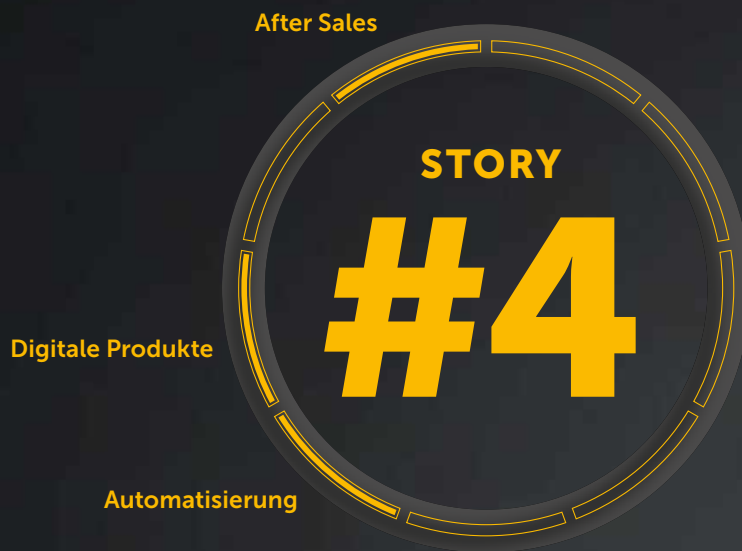 After Sales
STORY
#4
Digitale Produkte
Automatisierung